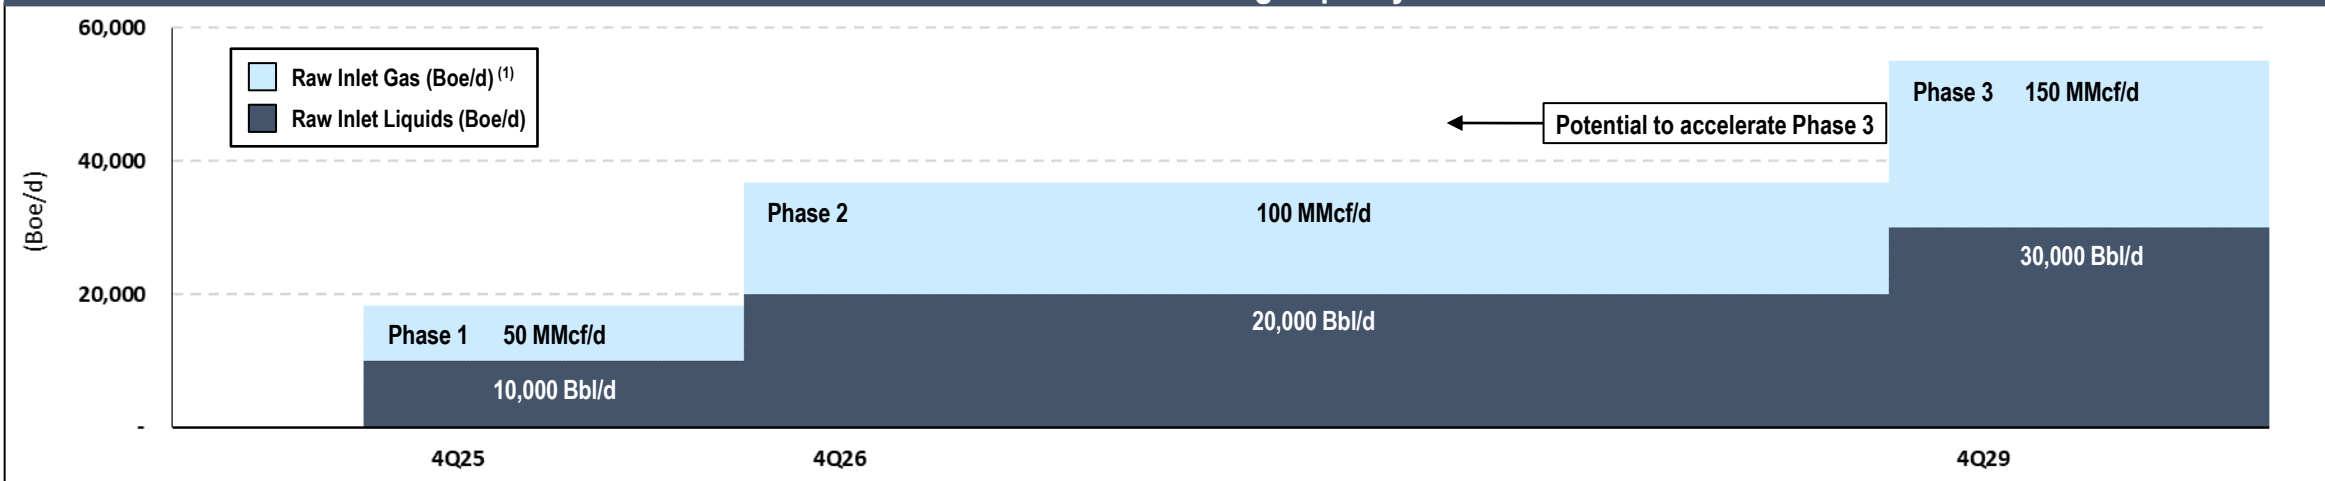 60,000
Raw Inlet Gas (Boe/d) (1)
Raw Inlet Liquids (Boe/d)
Phase 3 150 MMcf/d
Potential to accelerate Phase 3
40,000
(Boe/d)
Phase 2 100 MMcf/d
30,000 Bbl/d
20,000
20,000 Bbl/d
Phase 1 50 MMcf/d
10,000 Bbl/d
-
4Q25 4Q26 4Q29